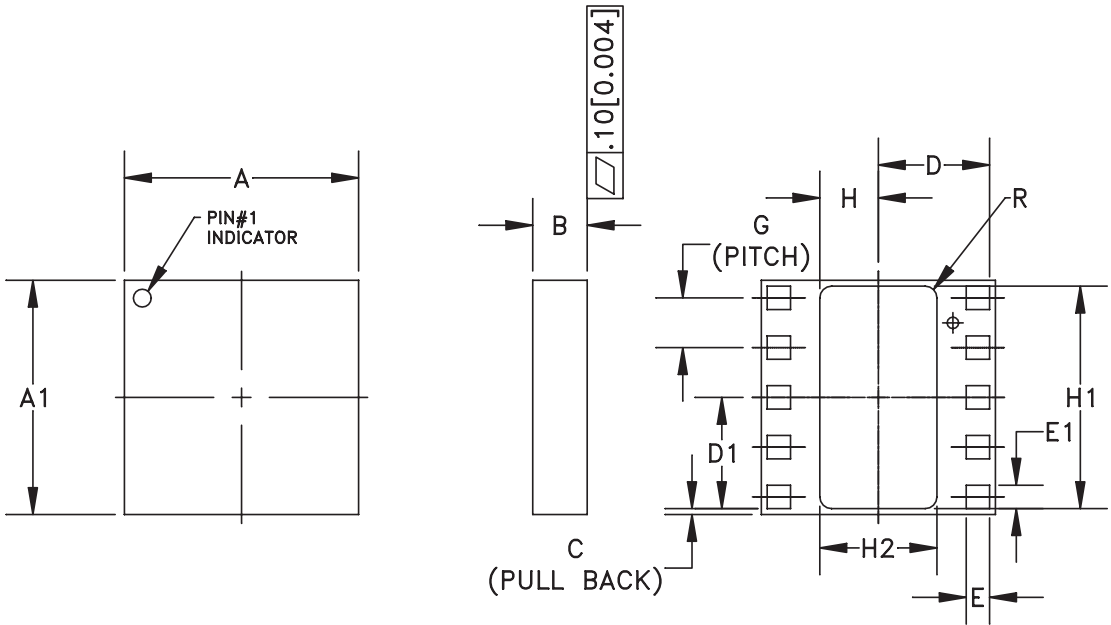 .10[0.004]
A
PIN#1
INDICATOR
A1
B
D
H
R
G
(PITCH)
H1
E1
D1
H2
C
(PULL BACK)
E